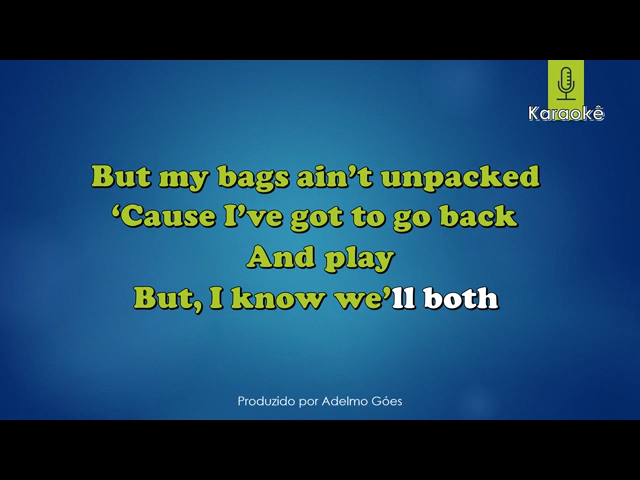 Karaokê
But my bags ain’t unpacked
‘Cause I’ve got to go back
And play
But, I know we’ll both
Produzido por Adelmo Góes